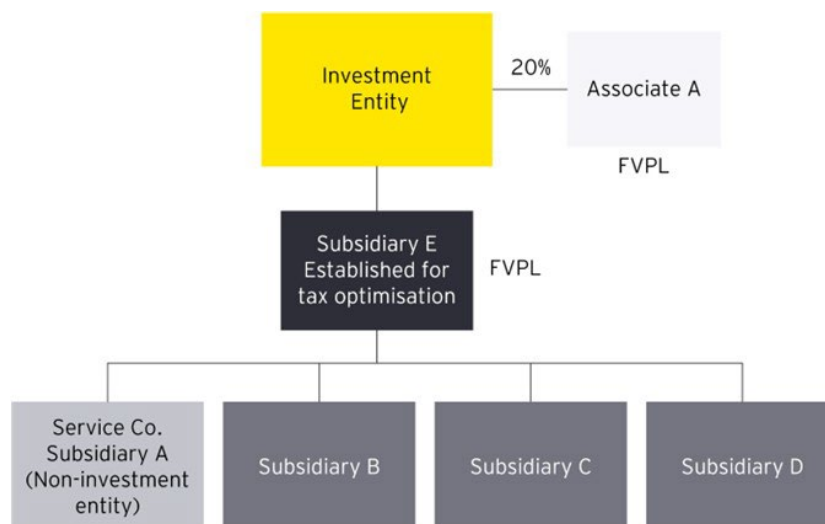 Investment
Entity
20%
Associate A
FVPL
Subsidiary E
Established for
tax optimisation
FVPL
Service Co.
Subsidiary A
(Non-investment
entity)
Subsidiary B
Subsidiary C
Subsidiary D